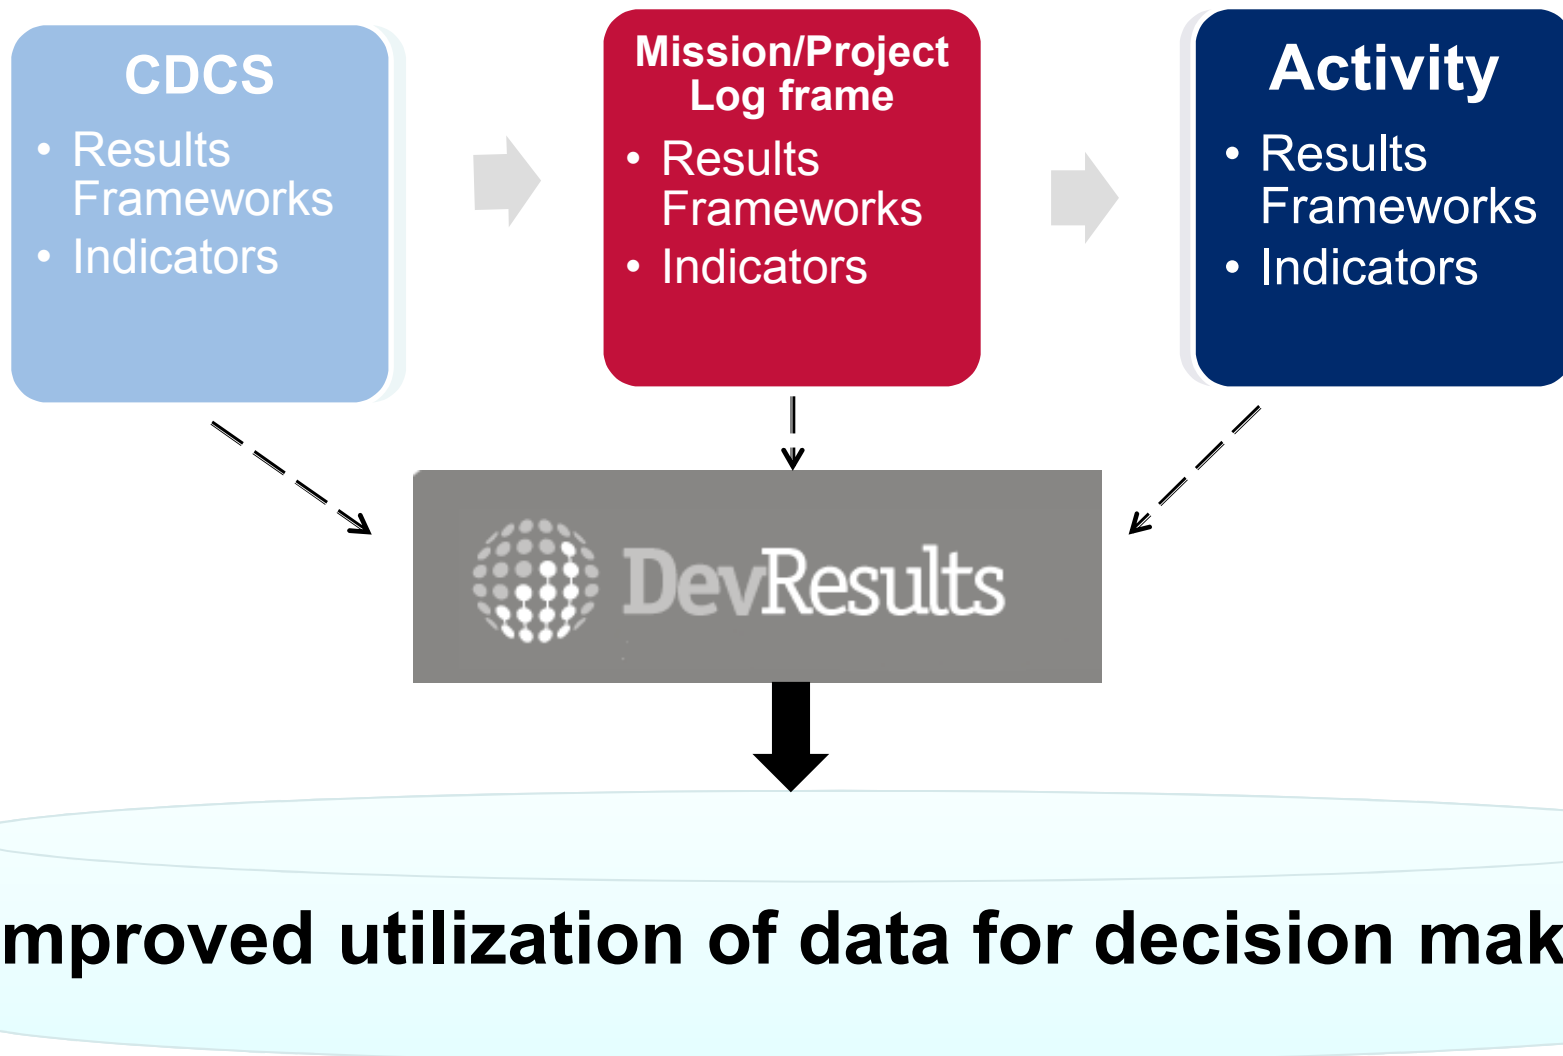 CDCS
• Results
Frameworks
• Indicators
Mission/Project
Log frame
• Results
Frameworks
• Indicators
Activity
• Results
Frameworks
• Indicators
DevResults
mproved utilization of data for decision mak